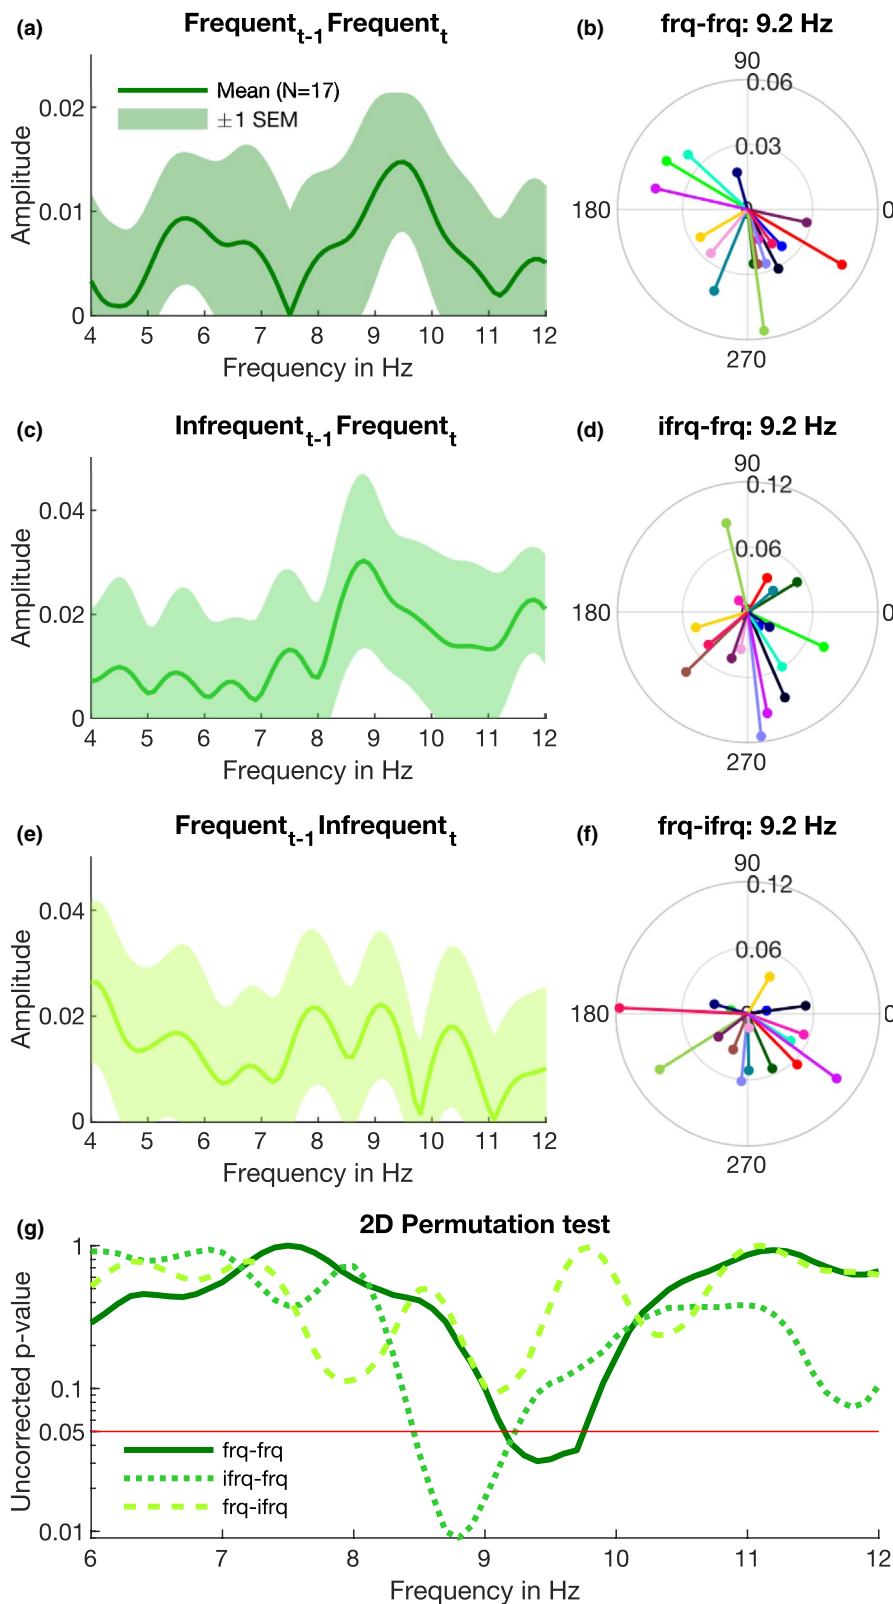 (a) Frequent t-1 Frequent t
Mean (N=17)
±1 SEM
Amplitude
0.02
0.01
0
4 5 6 7 8 9 10 11 12
Frequency in Hz
(b) frq-frq: 9.2 Hz
90
0.06
0.03
180
0
270
(c) Infrequent t-1 Frequent t
Amplitude
0.04
0.02
0
4 5 6 7 8 9 10 11 12
Frequency in Hz
(d) ifrq-frq: 9.2 Hz
90
0.12
0.06
180
0
270
(e) Frequent t-1 Infrequent t
Amplitude
0.04
0.02
0
4 5 6 7 8 9 10 11 12
Frequency in Hz
(f) frq-ifrq: 9.2 Hz
90
0.12
0.06
180
0
270
(g) 2D Permutation test
Uncorrected p-value
1
0.1
0.05
0.01
frq-frq
ifrq-frq
frq-ifrq
6 7 8 9 10 11 12
Frequency in Hz